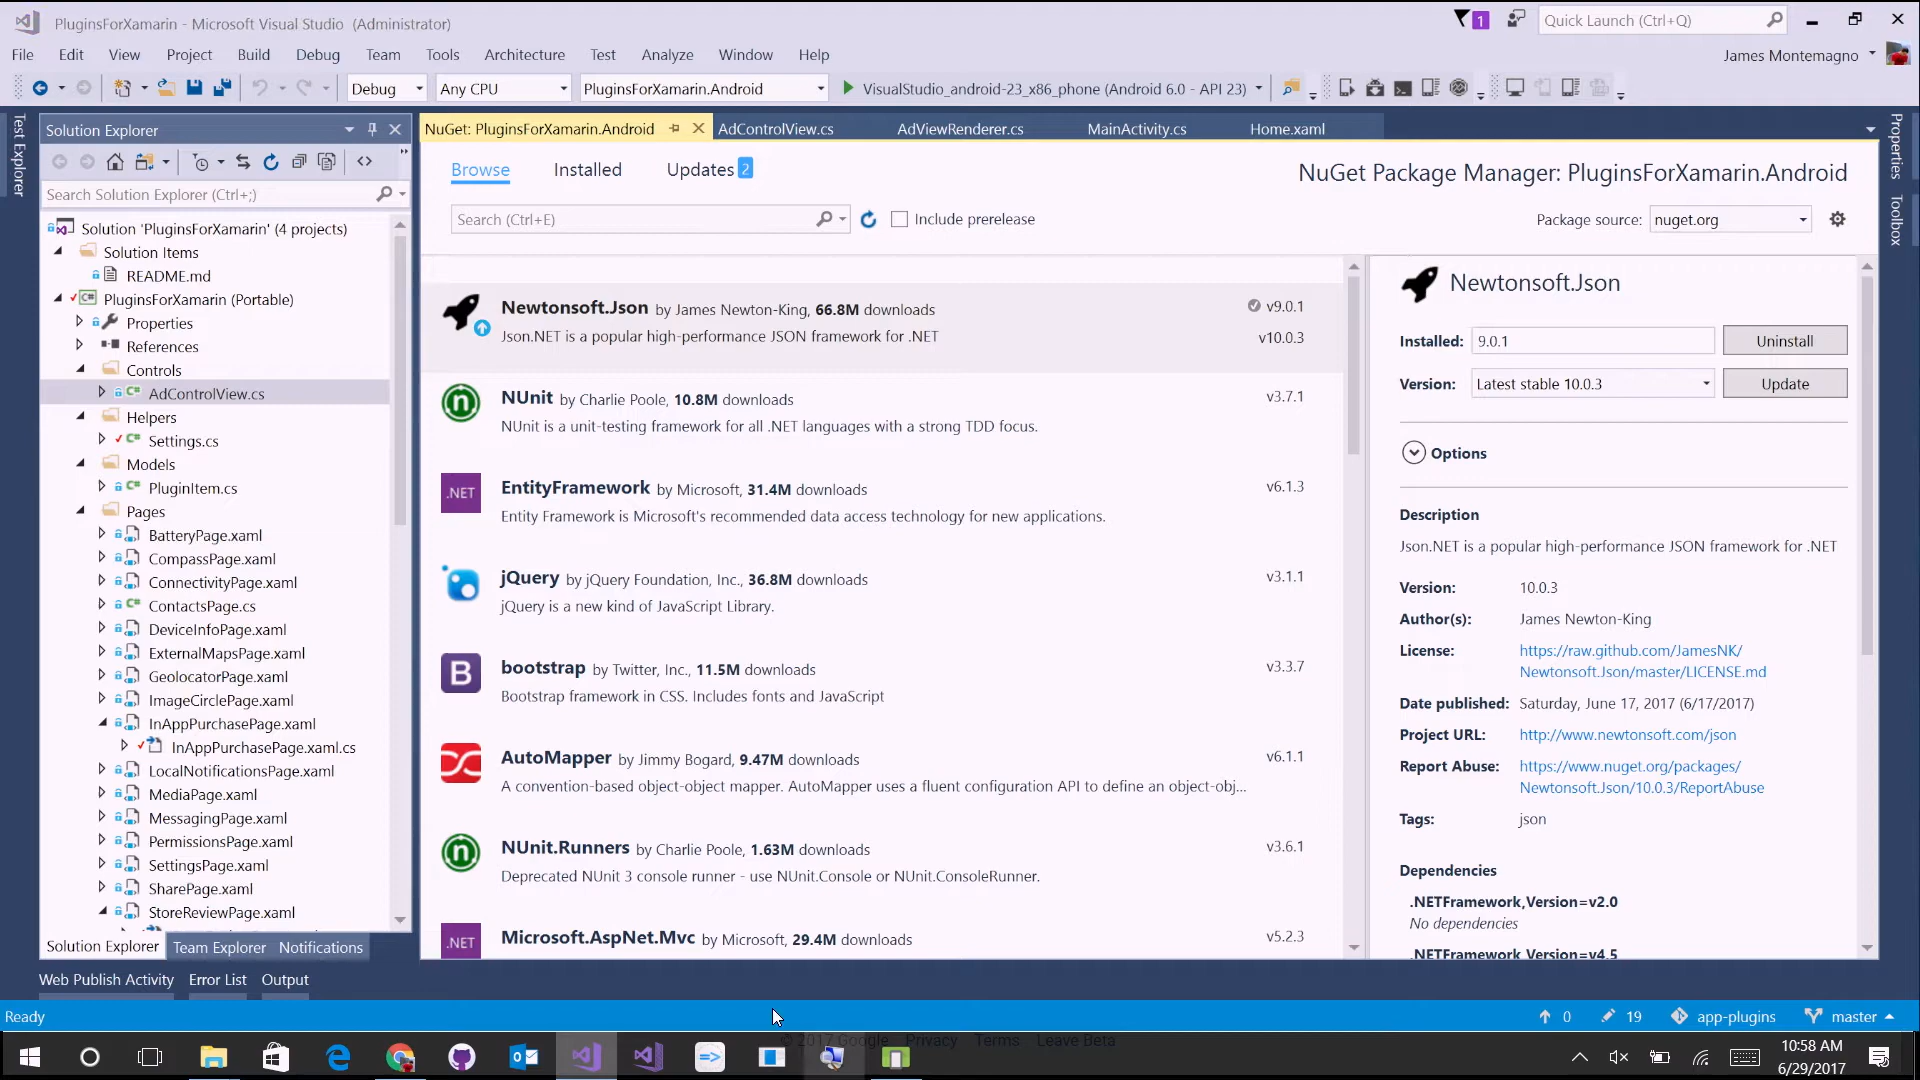 PluginsForXamarin - Microsoft Visual Studio (Administrator)
1
Quick Launch (Ctrl+Q)
File Edit View Project Build Debug Team Tools Architecture Test Analyze Window Help
James Montemagno
Debug Any CPU PluginsForXamarin.Android VisualStudio_android-23_x86_phone (Android 6.0 - API 23)
Test Explorer
Solution Explorer
Search Solution Explorer (Ctrl+;)
Solution 'PluginsForXamarin' (4 projects)
Solution Items
README.md
PluginsForXamarin (Portable)
Properties
References
Controls
AdControlView.cs
Helpers
Settings.cs
Models
PluginItem.cs
Pages
BatteryPage.xaml
CompassPage.xaml
ConnectivityPage.xaml
ContactsPage.cs
DeviceInfoPage.xaml
ExternalMapsPage.xaml
GeolocatorPage.xaml
ImageCirclePage.xaml
InAppPurchasePage.xaml
InAppPurchasePage.xaml.cs
LocalNotificationsPage.xaml
MediaPage.xaml
MessagingPage.xaml
PermissionsPage.xaml
SettingsPage.xaml
SharePage.xaml
StoreReviewPage.xaml
Solution Explorer Team Explorer Notifications
NuGet: PluginsForXamarin.Android AdControlView.cs AdViewRenderer.cs MainActivity.cs Home.xaml
Browse Installed Updates 2
NuGet Package Manager: PluginsForXamarin.Android
Search (Ctrl+E)
Include prerelease
Package source: nuget.org
Newtonsoft.Json by James Newton-King, 66.8M downloads v9.0.1
Json.NET is a popular high-performance JSON framework for .NET v10.0.3
NUnit by Charlie Poole, 10.8M downloads v3.7.1
NUnit is a unit-testing framework for all .NET languages with a strong TDD focus.
.NET
EntityFramework by Microsoft, 31.4M downloads v6.1.3
Entity Framework is Microsoft's recommended data access technology for new applications.
jQuery by jQuery Foundation, Inc., 36.8M downloads v3.1.1
jQuery is a new kind of JavaScript Library.
B
bootstrap by Twitter, Inc., 11.5M downloads v3.3.7
Bootstrap framework in CSS. Includes fonts and JavaScript
AutoMapper by Jimmy Bogard, 9.47M downloads v6.1.1
A convention-based object-object mapper. AutoMapper uses a fluent configuration API to define an object-obj...
NUnit.Runners by Charlie Poole, 1.63M downloads v3.6.1
Deprecated NUnit 3 console runner - use NUnit.Console or NUnit.ConsoleRunner.
.NET
Microsoft.AspNet.Mvc by Microsoft, 29.4M downloads v5.2.3
Newtonsoft.Json
Installed: 9.0.1 Uninstall
Version: Latest stable 10.0.3 Update
Options
Description
Json.NET is a popular high-performance JSON framework for .NET
Version: 10.0.3
Author(s): James Newton-King
License: https://raw.github.com/JamesNK/
Newtonsoft.Json/master/LICENSE.md
Date published: Saturday, June 17, 2017 (6/17/2017)
Project URL: http://www.newtonsoft.com/json
Report Abuse: https://www.nuget.org/packages/
Newtonsoft.Json/10.0.3/ReportAbuse
Tags: json
Dependencies
.NETFramework,Version=v2.0
No dependencies
.NETFramework,Version=v4.5
Properties
Toolbox
Web Publish Activity Error List Output
Ready
0 19 app-plugins master
© 2017 Google Privacy Terms Leave Beta
10:58 AM
6/29/2017